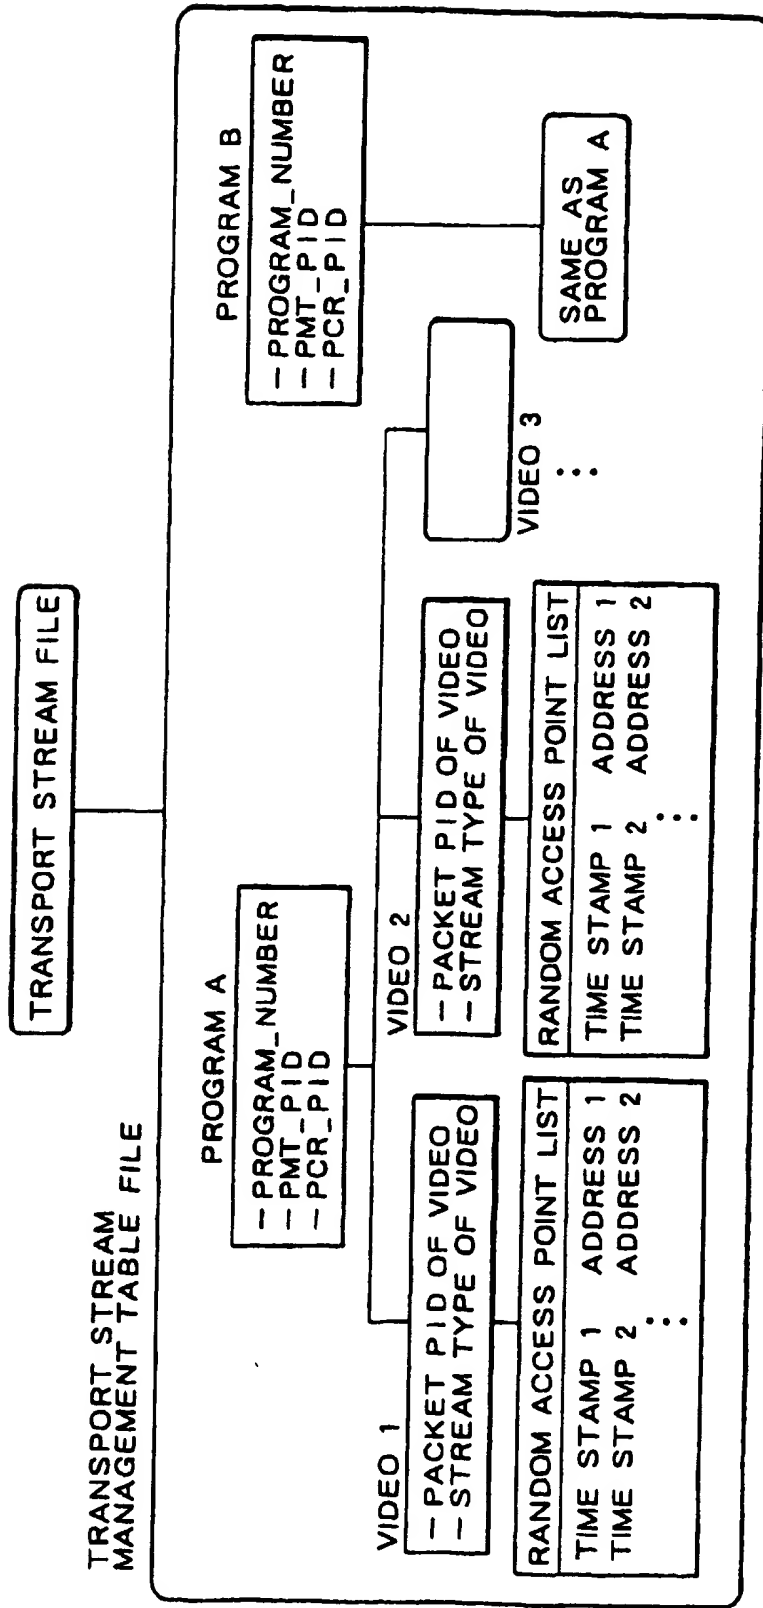 TRANSPORT STREAM FILE
TRANSPORT STREAM
MANAGEMENT TABLE FILE
PROGRAM A
—PROGRAM_NUMBER
—PMT_PID
—PCR_PID
PROGRAM B
—PROGRAM_NUMBER
—PMT_PID
—PCR_PID
VIDEO 1
—PACKET PID OF VIDEO
—STREAM TYPE OF VIDEO
RANDOM ACCESS POINT LIST
TIME STAMP 1 ADDRESS 1
TIME STAMP 2 ADDRESS 2
⋮
VIDEO 2
—PACKET PID OF VIDEO
—STREAM TYPE OF VIDEO
RANDOM ACCESS POINT LIST
TIME STAMP 1 ADDRESS 1
TIME STAMP 2 ADDRESS 2
⋮
VIDEO 3
⋮
SAME AS
PROGRAM A